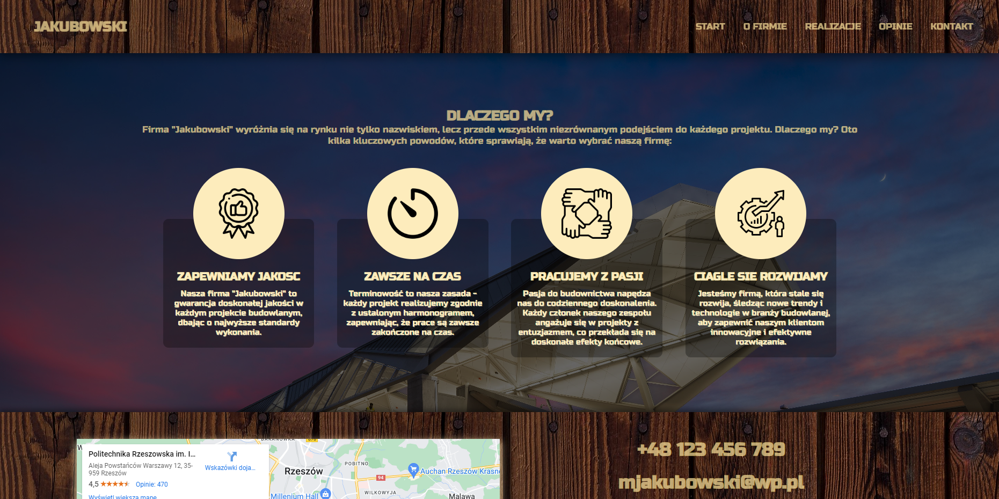 JAKUBOWSKI
START O FIRMIE REALIZACJE OPINIE KONTAKT
DLACZEGO MY?
Firma "Jakubowski" wyróżnia się na rynku nie tylko nazwiskiem, lecz przede wszystkim niezrównanym podejściem do każdego projektu. Dlaczego my? Oto
kilka kluczowych powodów, które sprawiają, że warto wybrać naszą firmę:
ZAPEWNIAMY JAKOSC
Nasza firma "Jakubowski" to
gwarancja doskonałej jakości w
każdym projekcie budowlanym,
dbając o najwyższe standardy
wykonania.
ZAWSZE NA CZAS
Terminowość to nasza zasada -
każdy projekt realizujemy zgodnie
z ustalonym harmonogramem,
zapewniając, że prace są zawsze
zakończone na czas.
PRACUJEMY Z PASJI
Pasja do budownictwa napędza
nas do codziennego doskonalenia.
Każdy członek naszego zespołu
angażuje się w projekty z
entuzjazmem, co przekłada się na
doskonałe efekty końcowe.
CIAGLE SIE ROZWIJAMY
Jesteśmy firmą, która stale się
rozwija, śledząc nowe trendy i
technologie w branży budowlanej,
aby zapewnić naszym klientom
innowacyjne i efektywne
rozwiązania.
Politechnika Rzeszowska im. I...
Aleja Powstańców Warszawy 12, 35-
959 Rzeszów
4,5 Opinie: 470
Wyświetl większą mapę
Wskazówki doja...
BARANÓWKA
878
POBITNO
Rzeszów
94
Auchan Rzeszów Krasne
WILKOWYJA
Millenium Hall
Malawa
+48 123 456 789
mjakubowski@wp.pl